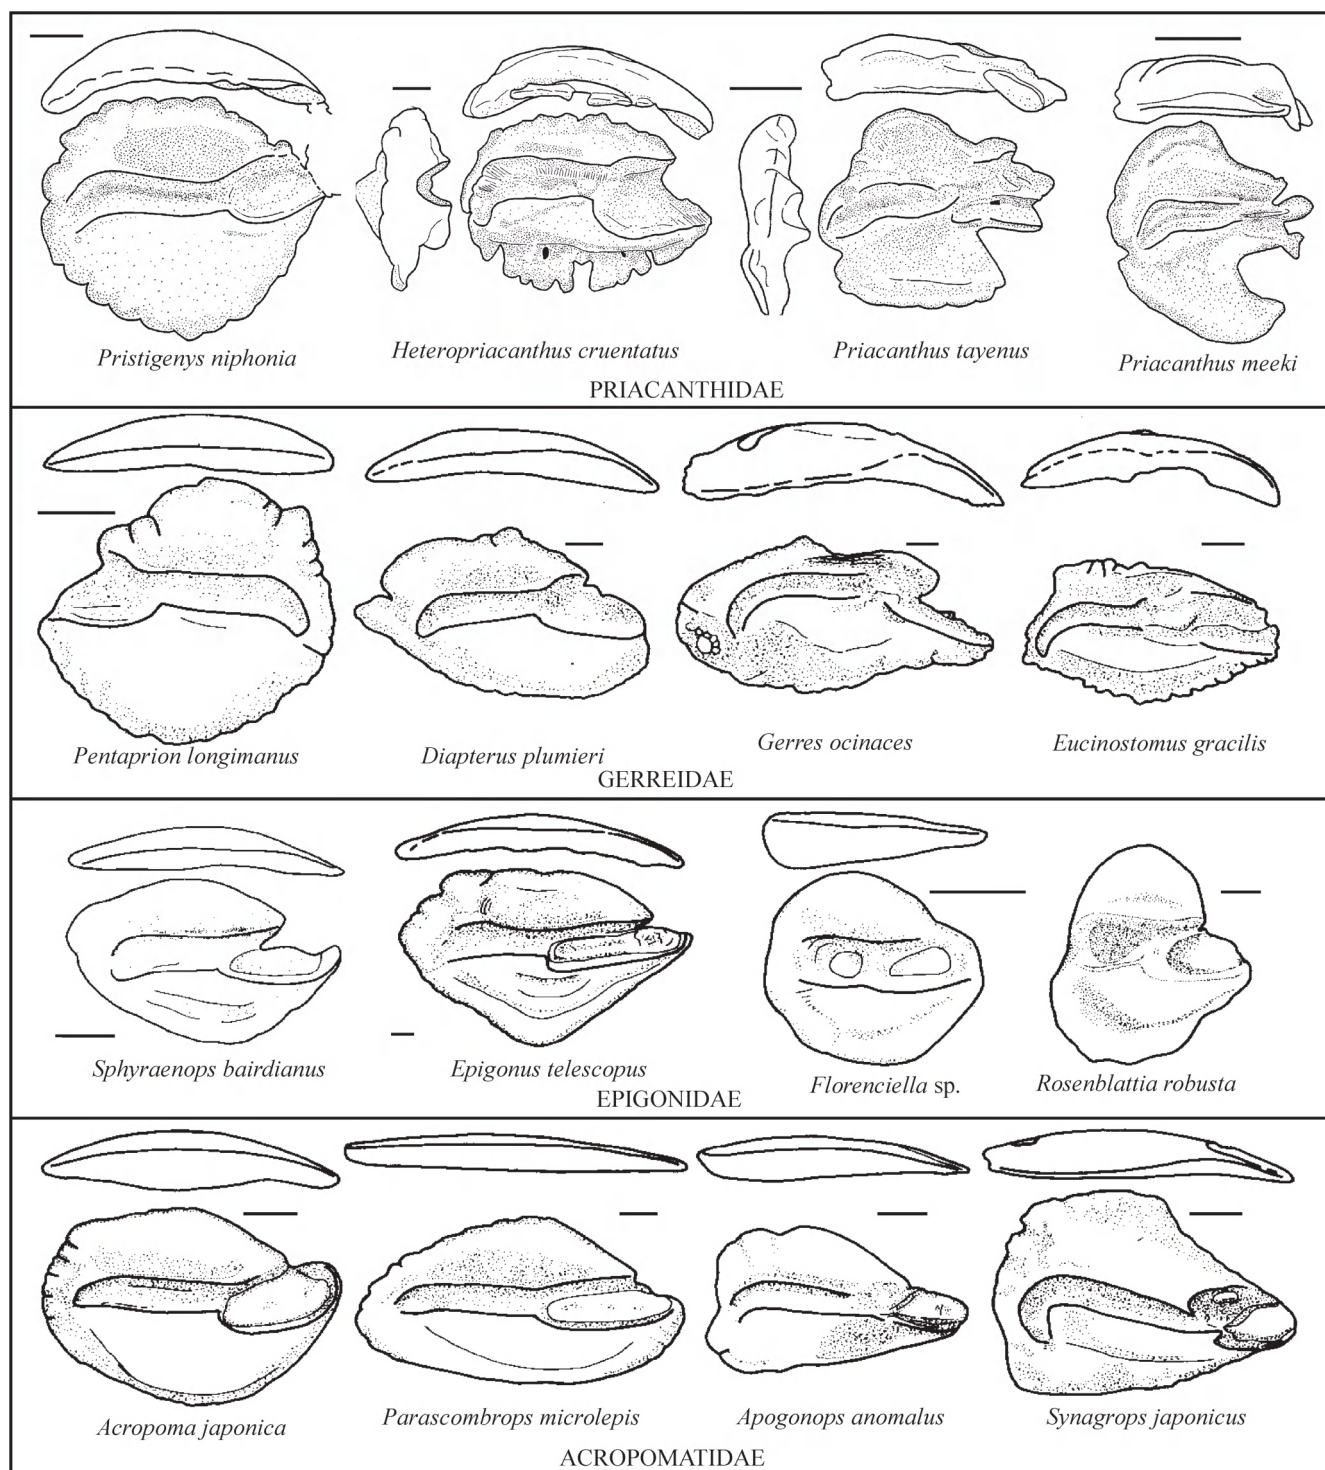 Pristigenys niphonia
Heteropriacanthus cruentatus
Priacanthus tayenus
Priacanthus meeki
PRIACANTHIDAE
Pentaprion longimanus
Diapterus plumieri
Gerres ocinaces
Eucinostomus gracilis
GERREIDAE
Sphyraenops bairdianus
Epigonus telescopus
Florenciella sp.
Rosenblattia robusta
EPIGONIDAE
Acropoma japonica
Parascombrops microlepis
Apogonops anomalus
Synagrops japonicus
ACROPOMATIDAE